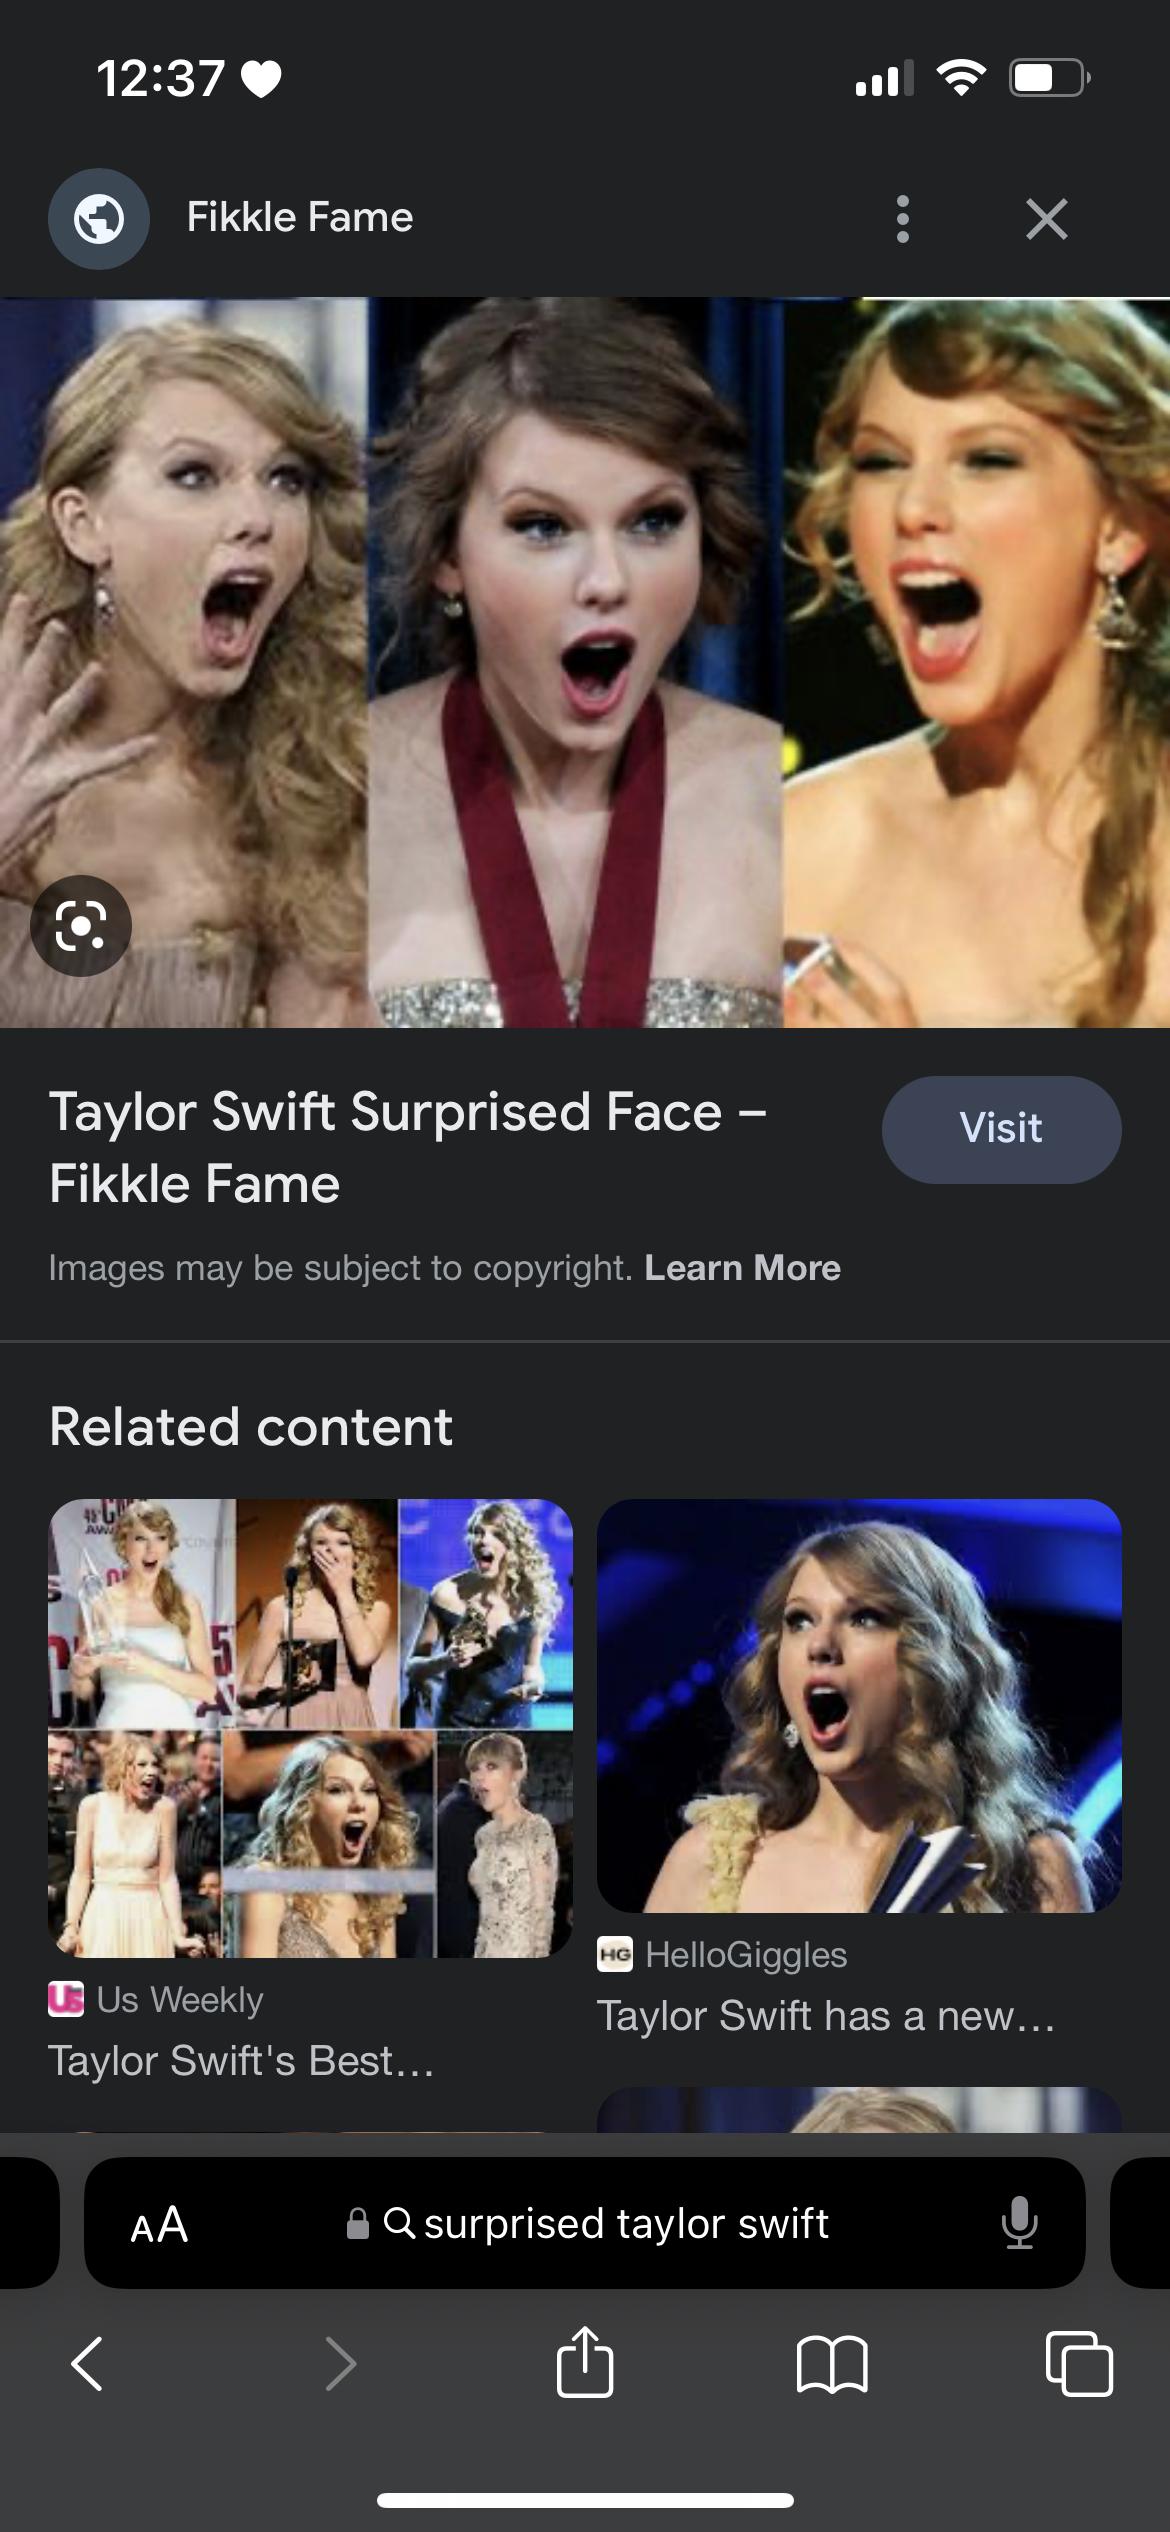 12:37
Fikkle Fame
Taylor Swift Surprised Face –
Fikkle Fame
Visit
Images may be subject to copyright. Learn More
Related content
Us Us Weekly
Taylor Swift's Best...
HG HelloGiggles
Taylor Swift has a new...
AA surprised taylor swift